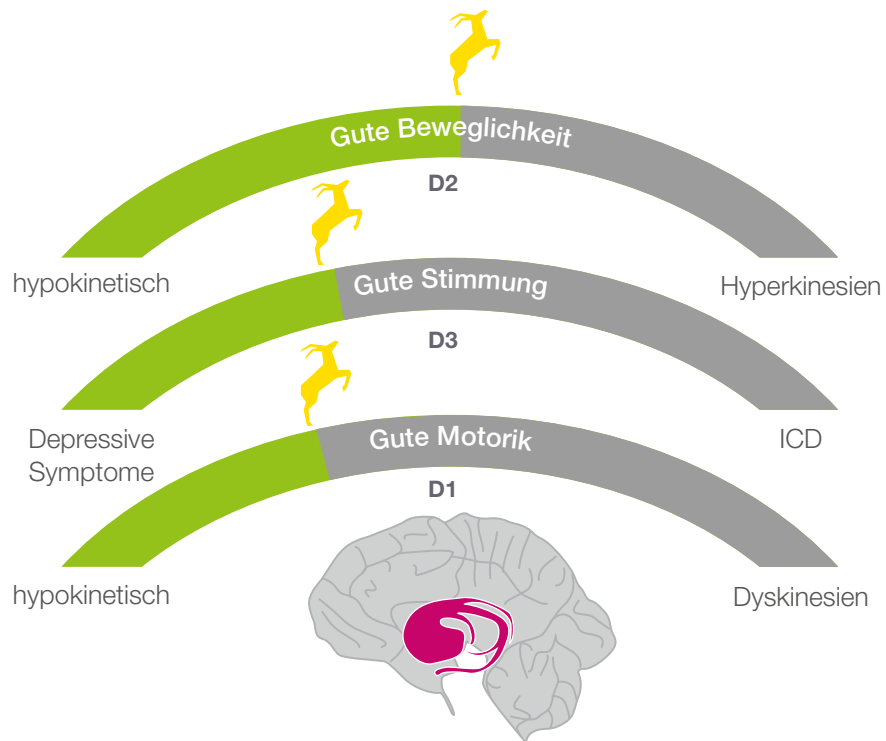 Gute Beweglichkeit
D2
hypokinetisch
Hyperkinesien
Gute Stimmung
D3
Depressive
Symptome
ICD
Gute Motorik
D1
hypokinetisch
Dyskinesien